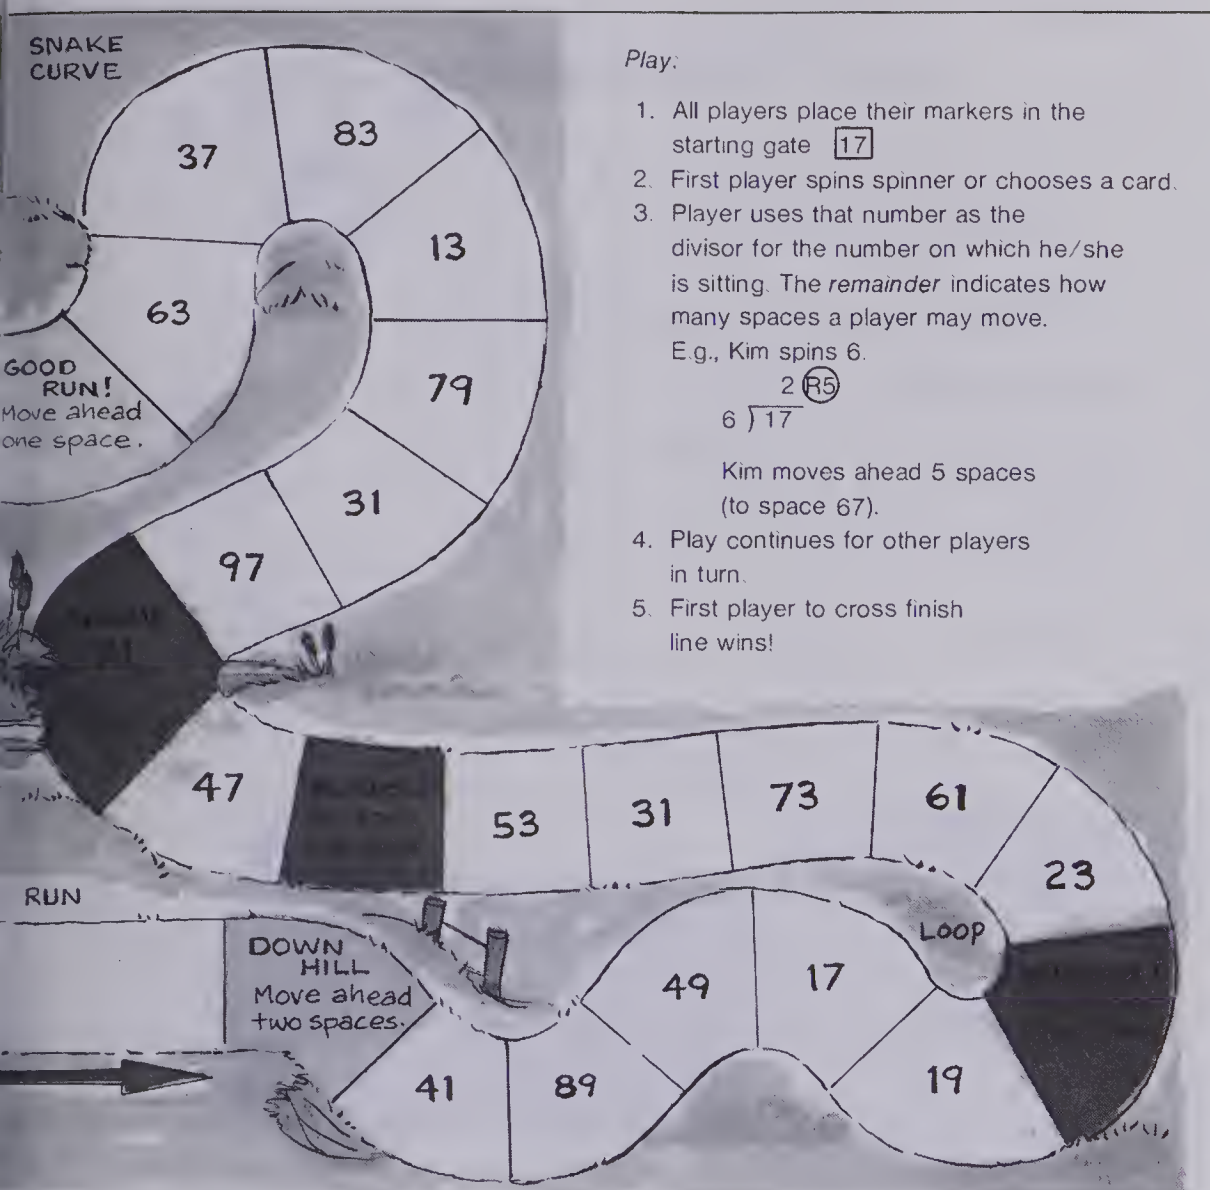 SNAKE
CURVE
37
83
13
63
79
GOOD
RUN!
Move ahead
one space.
31
97
47
53
31
73
61
23
RUN
LOOP
DOWN
HILL
Move ahead
two spaces.
49
17
41
89
19
Play:
1. All players place their markers in the
starting gate 17
2. First player spins spinner or chooses a card.
3. Player uses that number as the
divisor for the number on which he/she
is sitting. The remainder indicates how
many spaces a player may move.
E.g., Kim spins 6.
2 R5
6 ) 17
Kim moves ahead 5 spaces
(to space 67).
4. Play continues for other players
in turn.
5. First player to cross finish
line wins!